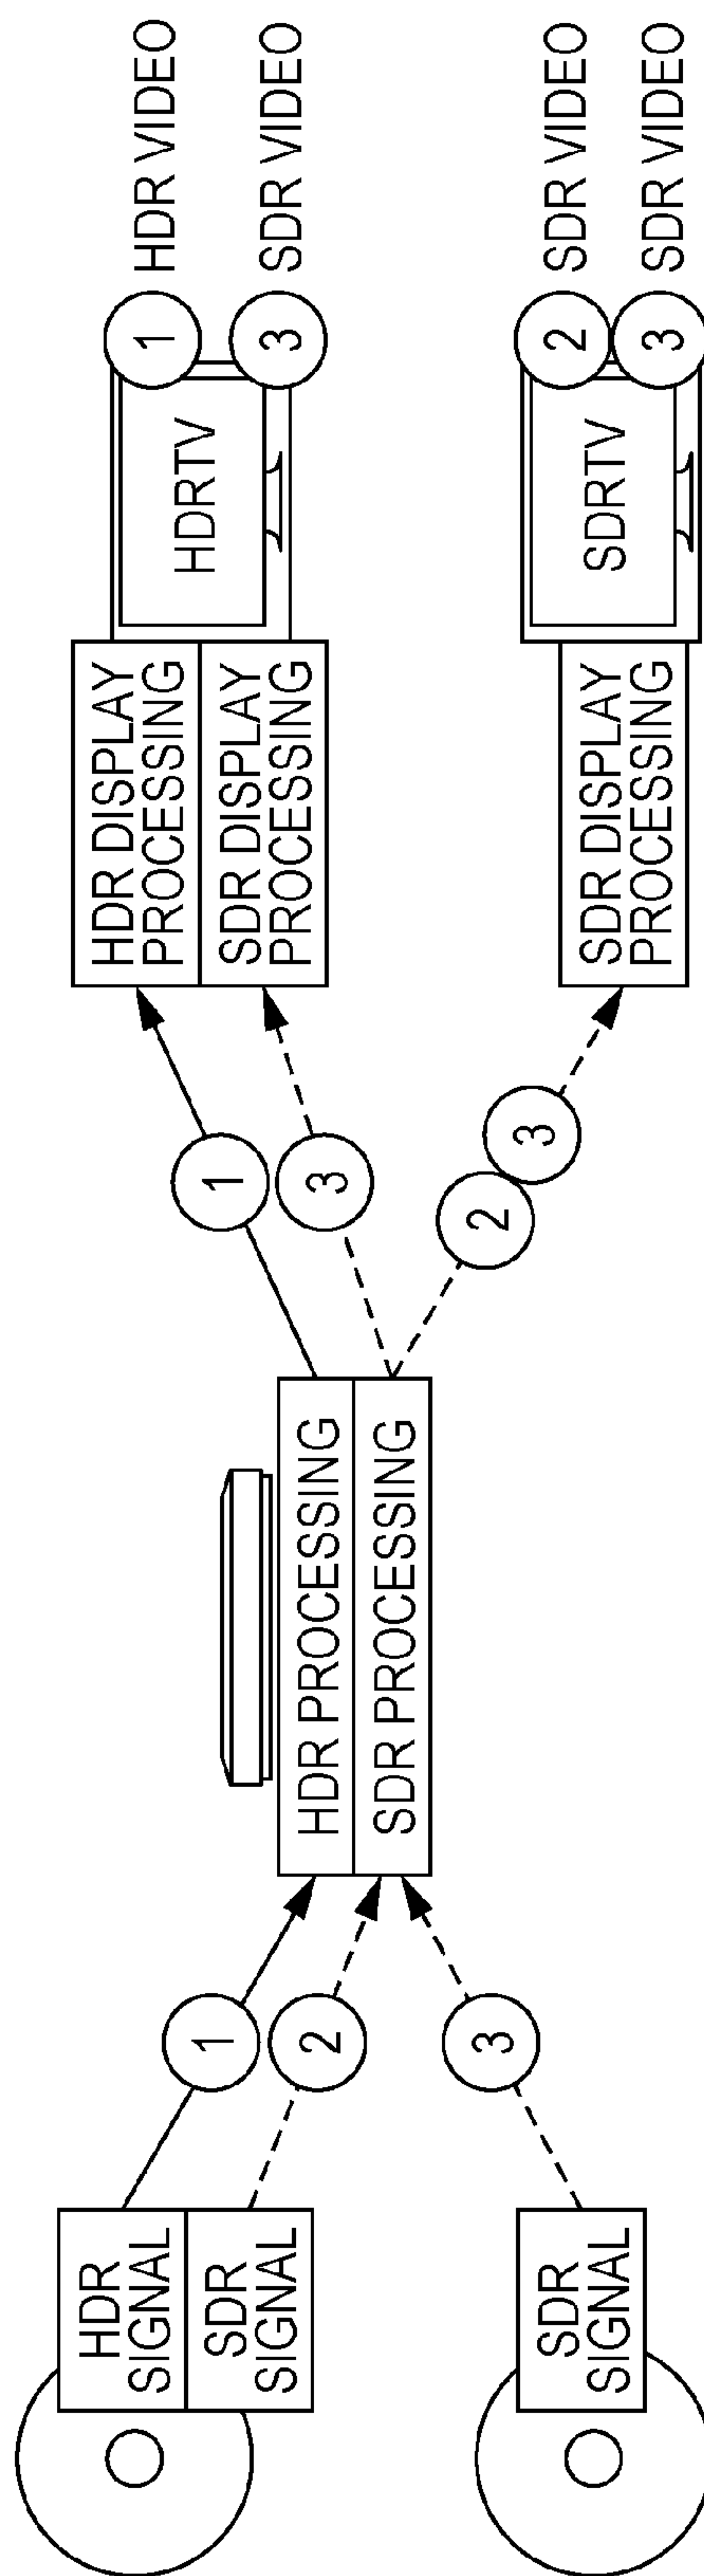 HDR
SIGNAL
SDR
SIGNAL
SDR
SIGNAL
1
2
3
HDR PROCESSING
SDR PROCESSING
1
3
2
3
HDR DISPLAY
PROCESSING
SDR DISPLAY
PROCESSING
SDR DISPLAY
PROCESSING
HDRTV
SDRTV
1
HDR VIDEO
3
SDR VIDEO
2
SDR VIDEO
3
SDR VIDEO